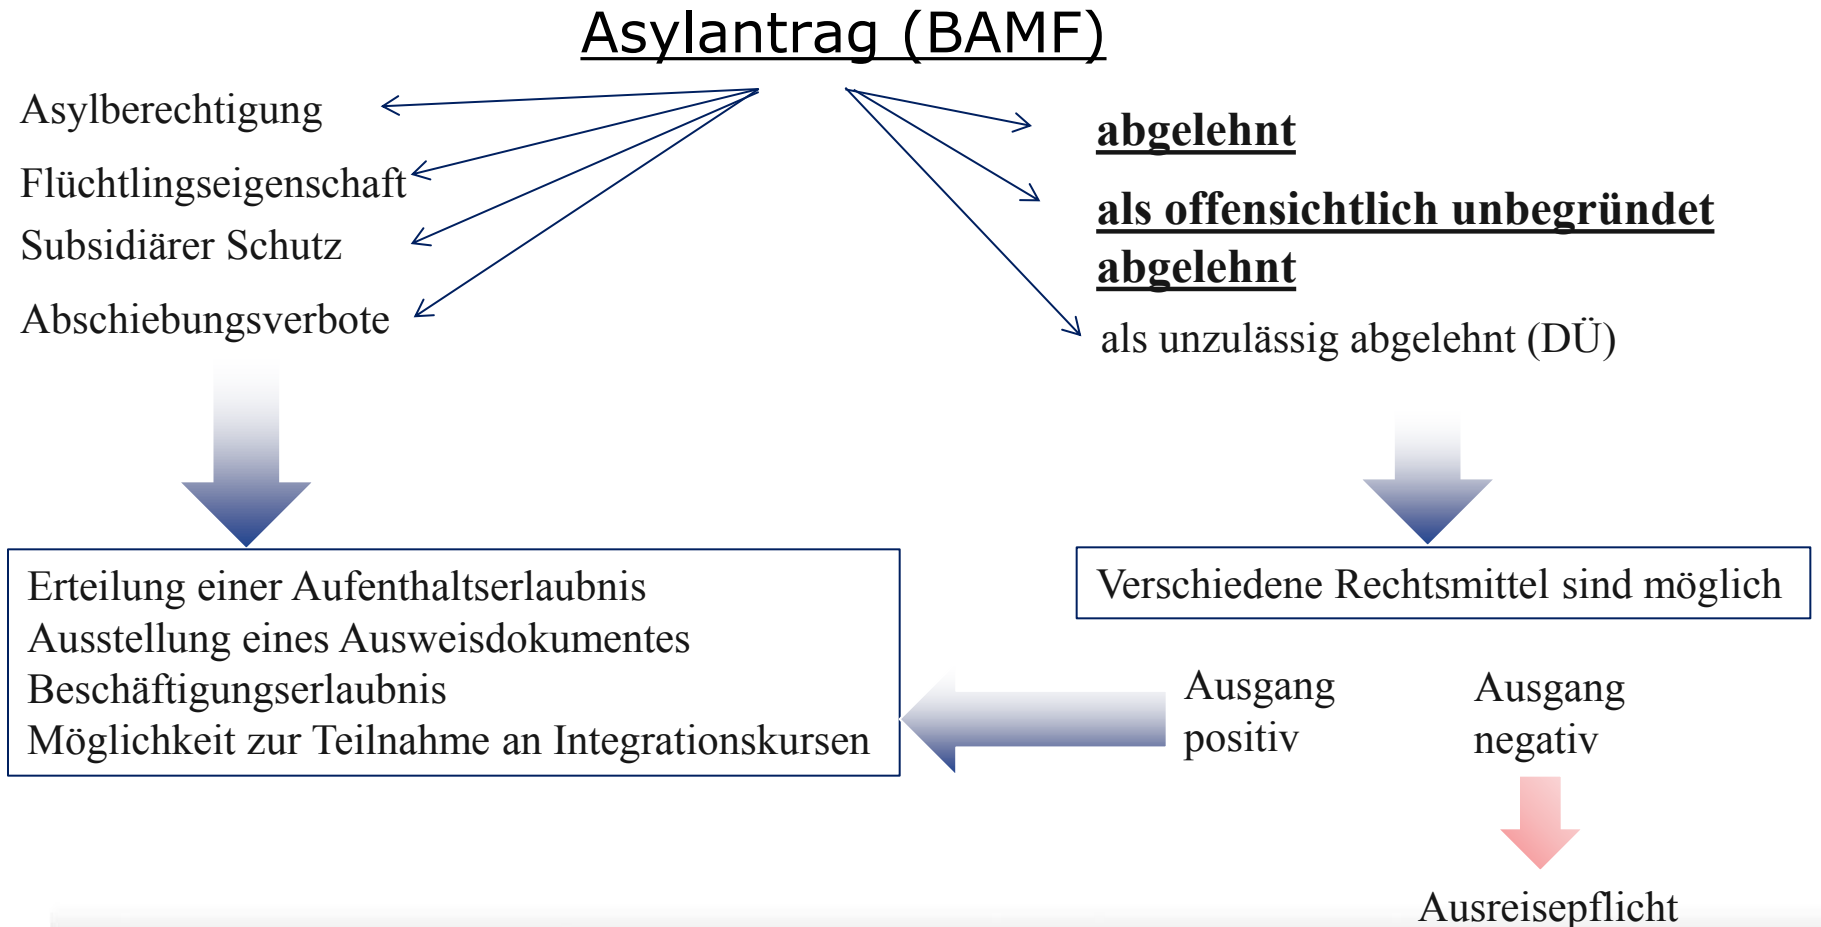 Asylantrag (BAMF)
Asylberechtigung
Flüchtlingseigenschaft
Subsidiärer Schutz
Abschiebungsverbote
abgelehnt
als offensichtlich unbegründet
abgelehnt
als unzulässig abgelehnt (DÜ)
Erteilung einer Aufenthaltserlaubnis
Ausstellung eines Ausweisdokumentes
Beschäftigungserlaubnis
Möglichkeit zur Teilnahme an Integrationskursen
Verschiedene Rechtsmittel sind möglich
Ausgang
positiv
Ausgang
negativ
Ausreisepflicht